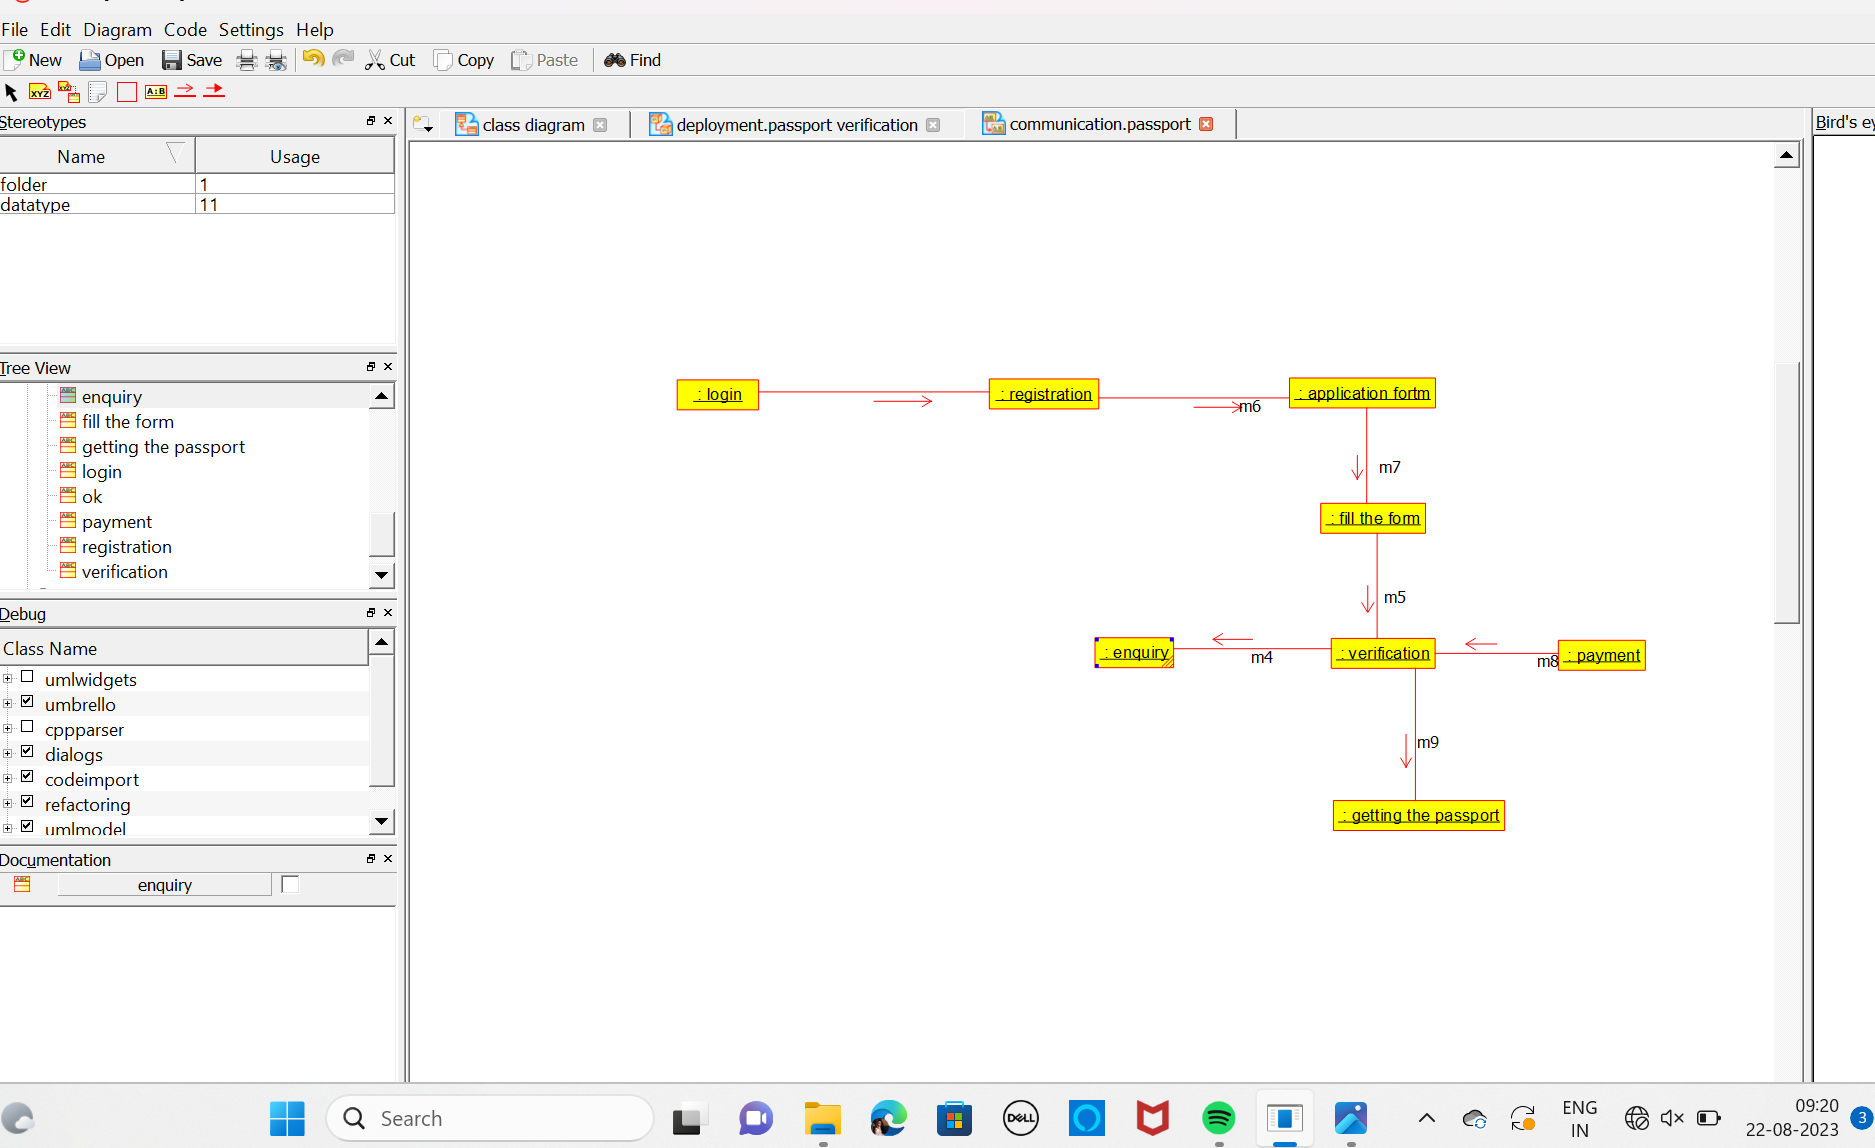 File Edit Diagram Code Settings Help
New Open Save Cut Copy Paste Find
XYZ XYZ A:B
Stereotypes
Name Usage
folder 1
datatype 11
Tree View
enquiry
fill the form
getting the passport
login
ok
payment
registration
verification
Debug
Class Name
umlwidgets
umbrello
cppparser
dialogs
codeimport
refactoring
umlmodel
Documentation
enquiry
class diagram deployment.passport verification communication.passport
Bird's ey
: login : registration m6 : application fortm
m7
: fill the form
m5
: enquiry m4 : verification m8 : payment
m9
: getting the passport
Search
DELL
ENG
IN
09:20
22-08-2023
3